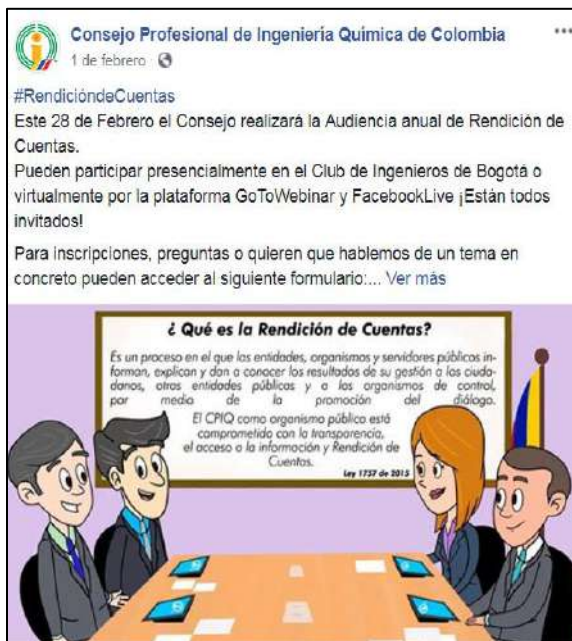 Consejo Profesional de Ingeniería Química de Colombia
1 de febrero
#RendicióndeCuentas
Este 28 de Febrero el Consejo realizará la Audiencia anual de Rendición de
Cuentas.
Pueden participar presencialmente en el Club de Ingenieros de Bogotá o
virtualmente por la plataforma GoToWebinar y FacebookLive ¡Están todos
invitados!
Para inscripciones, preguntas o quieren que hablemos de un tema en
concreto pueden acceder al siguiente formulario:... Ver más
¿ Qué es la Rendición de Cuentas?
Es un proceso en el que las entidades, organismos y servidores públicos in-
forman, explican y dan a conocer los resultados de su gestión a los ciuda-
danos, otras entidades públicas y a los organismos de control,
por medio de la promoción del diálogo.
El CPIQ como organismo público está
comprometido con la transparencia,
el acceso a la información y Rendición de
Cuentas.
Ley 1757 de 2015